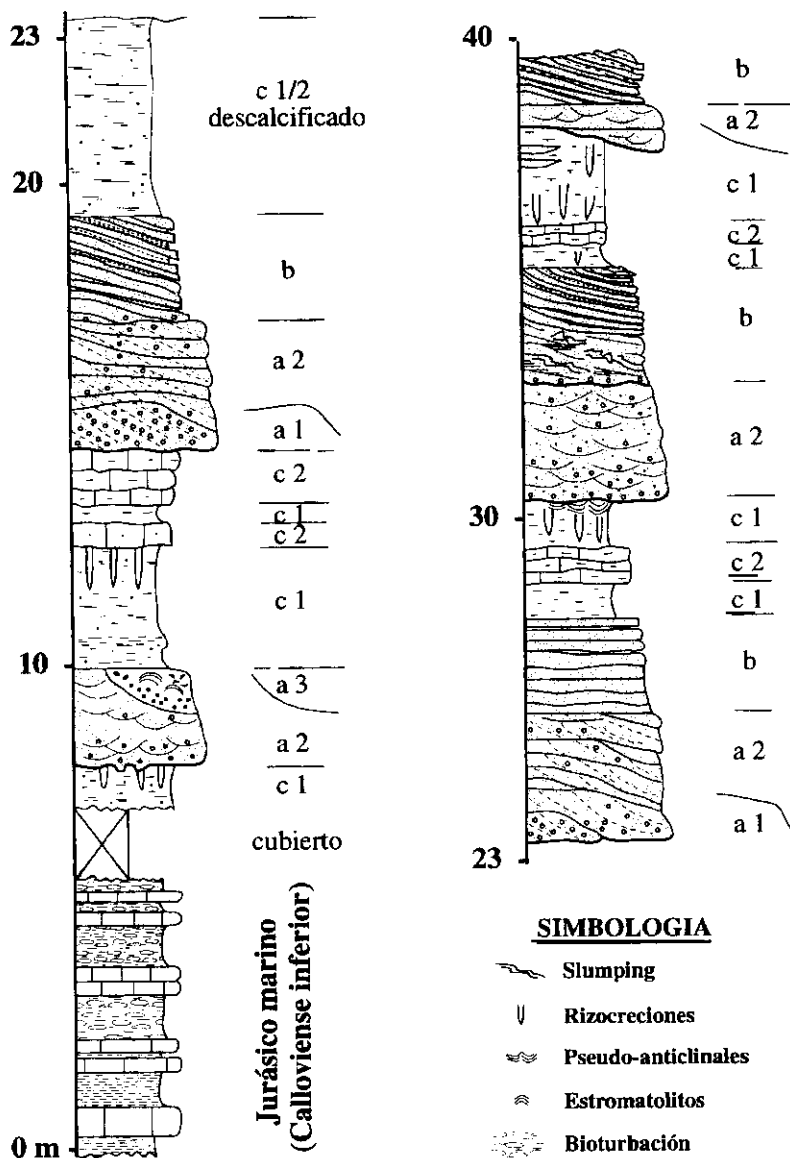 23
c 1/2
descalcificado
20
b
a 2
a 1
c 2
c 1
c 2
c 1
10
a 3
a 2
c 1
cubierto
Jurásico marino
(Calloviense inferior)
0 m
40
b
a 2
c 1
c 2
c 1
b
a 2
30
c 1
c 2
c 1
b
a 2
a 1
23
SIMBOLOGIA
Slumping
Rizocreciones
Pseudo-anticlinales
Estromatolitos
Bioturbación